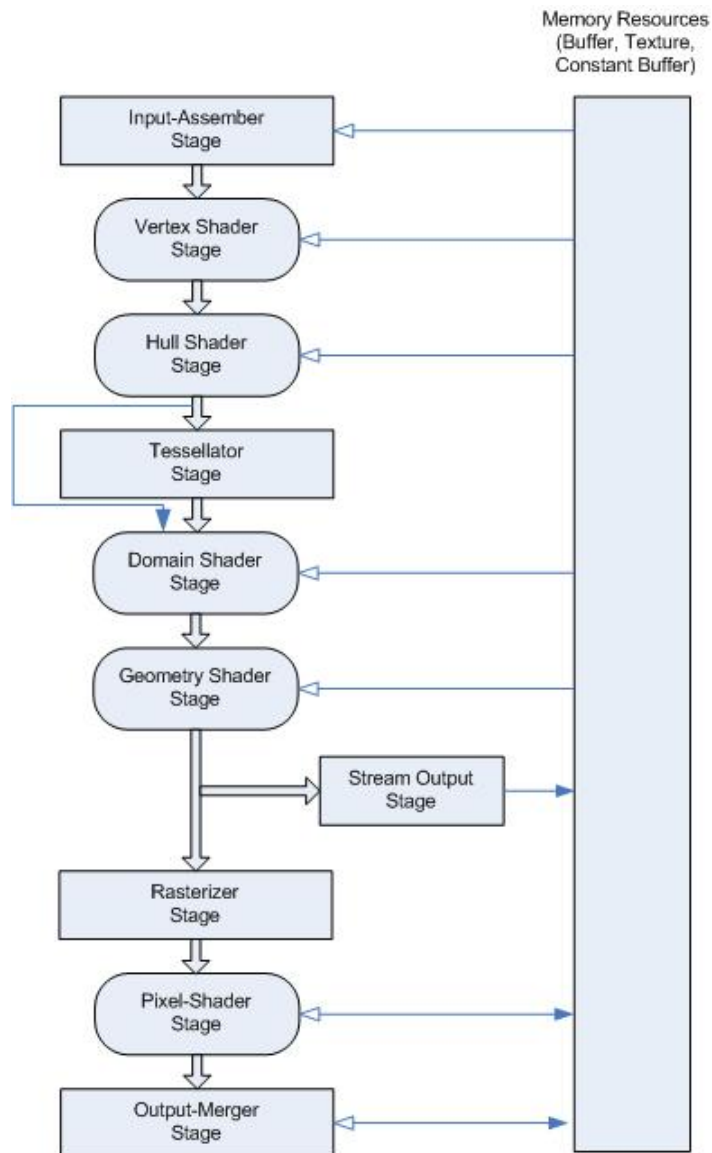 Memory Resources
(Buffer, Texture,
Constant Buffer)
Input-Assember
Stage
Vertex Shader
Stage
Hull Shader
Stage
Tessellator
Stage
Domain Shader
Stage
Geometry Shader
Stage
Stream Output
Stage
Rasterizer
Stage
Pixel-Shader
Stage
Output-Merger
Stage